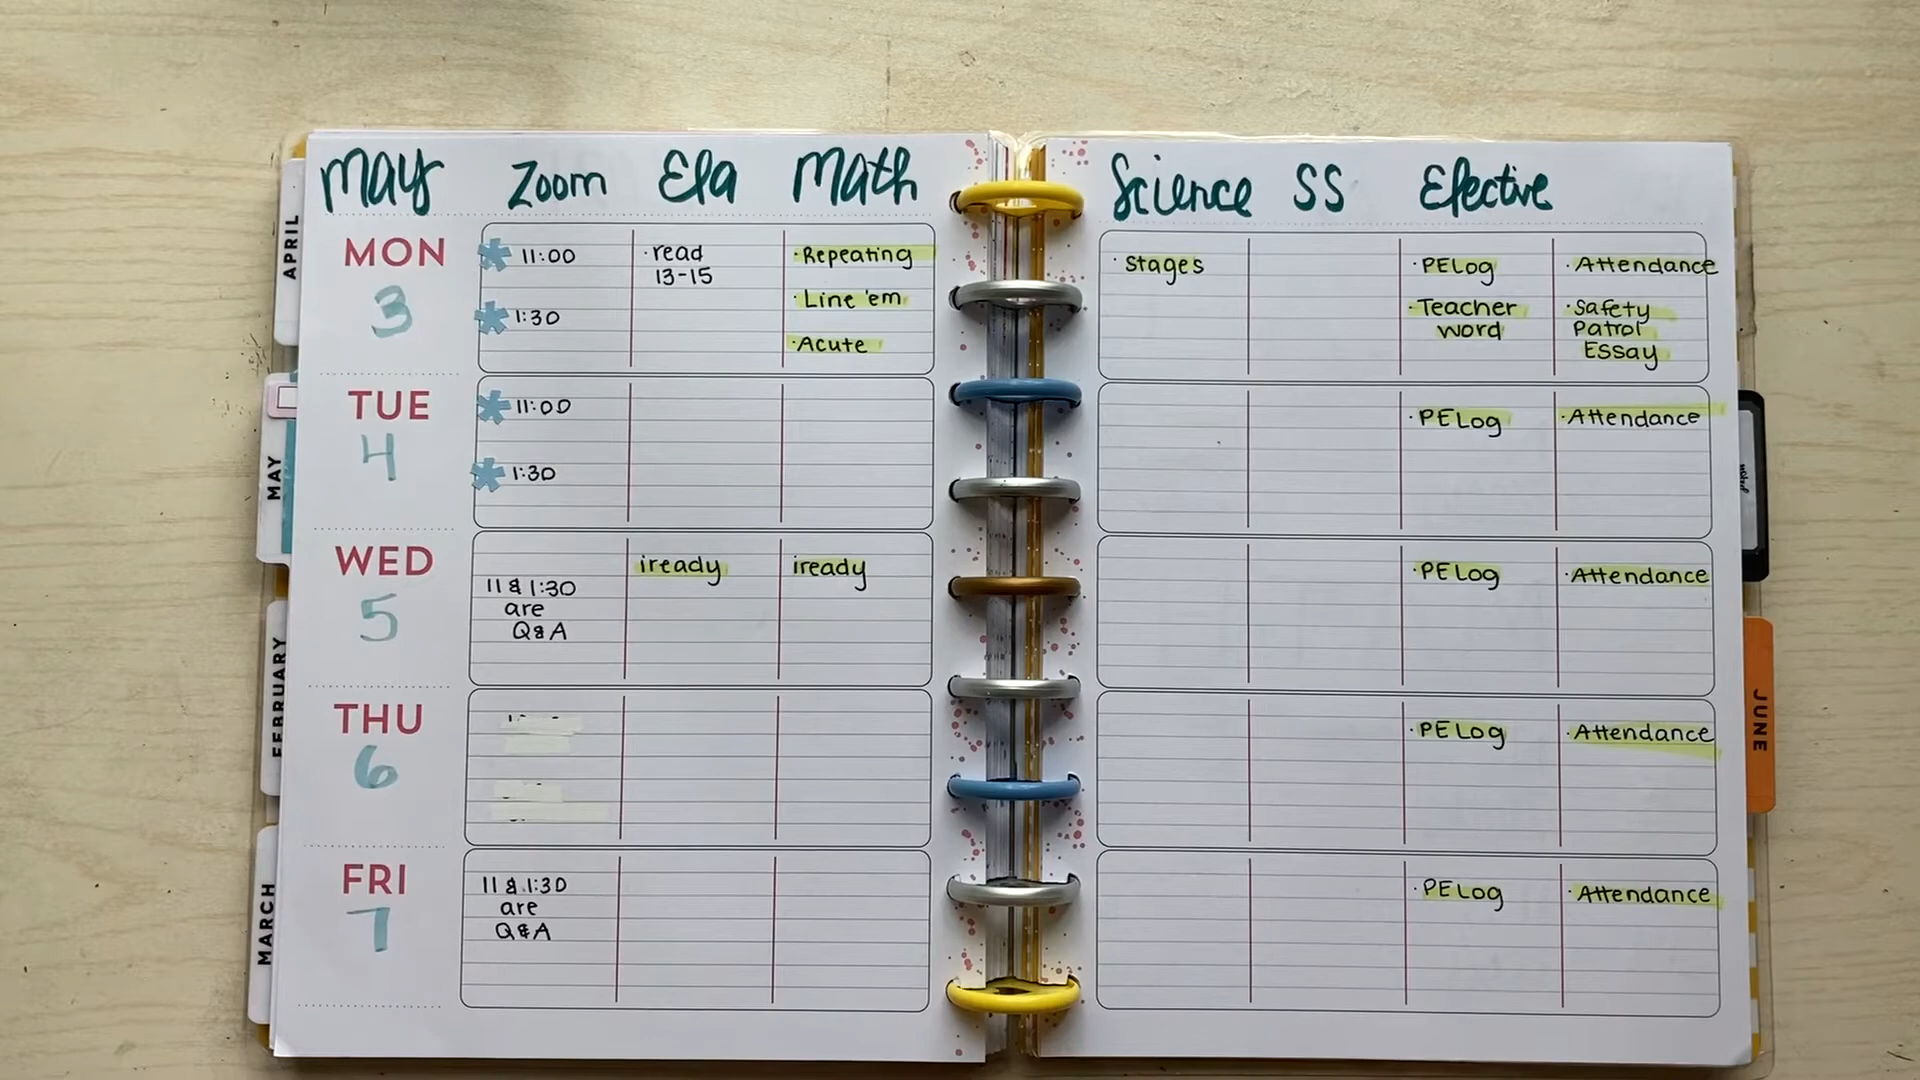 May Zoom Ela Math Science SS Elective
MON
3
11:00
1:30
·read
13-15
·Repeating
·Line 'em
·Acute
·Stages
·PELog
·Teacher
word
·Attendance
·Safety
Patrol
Essay
TUE
4
11:00
1:30
·PELog
·Attendance
WED
5
11 & 1:30
are
Q&A
iready
iready
·PELog
·Attendance
THU
6
·PELog
·Attendance
FRI
7
11 & 1:30
are
Q&A
·PELog
·Attendance
APRIL
MAY
FEBRUARY
MARCH
JUNE